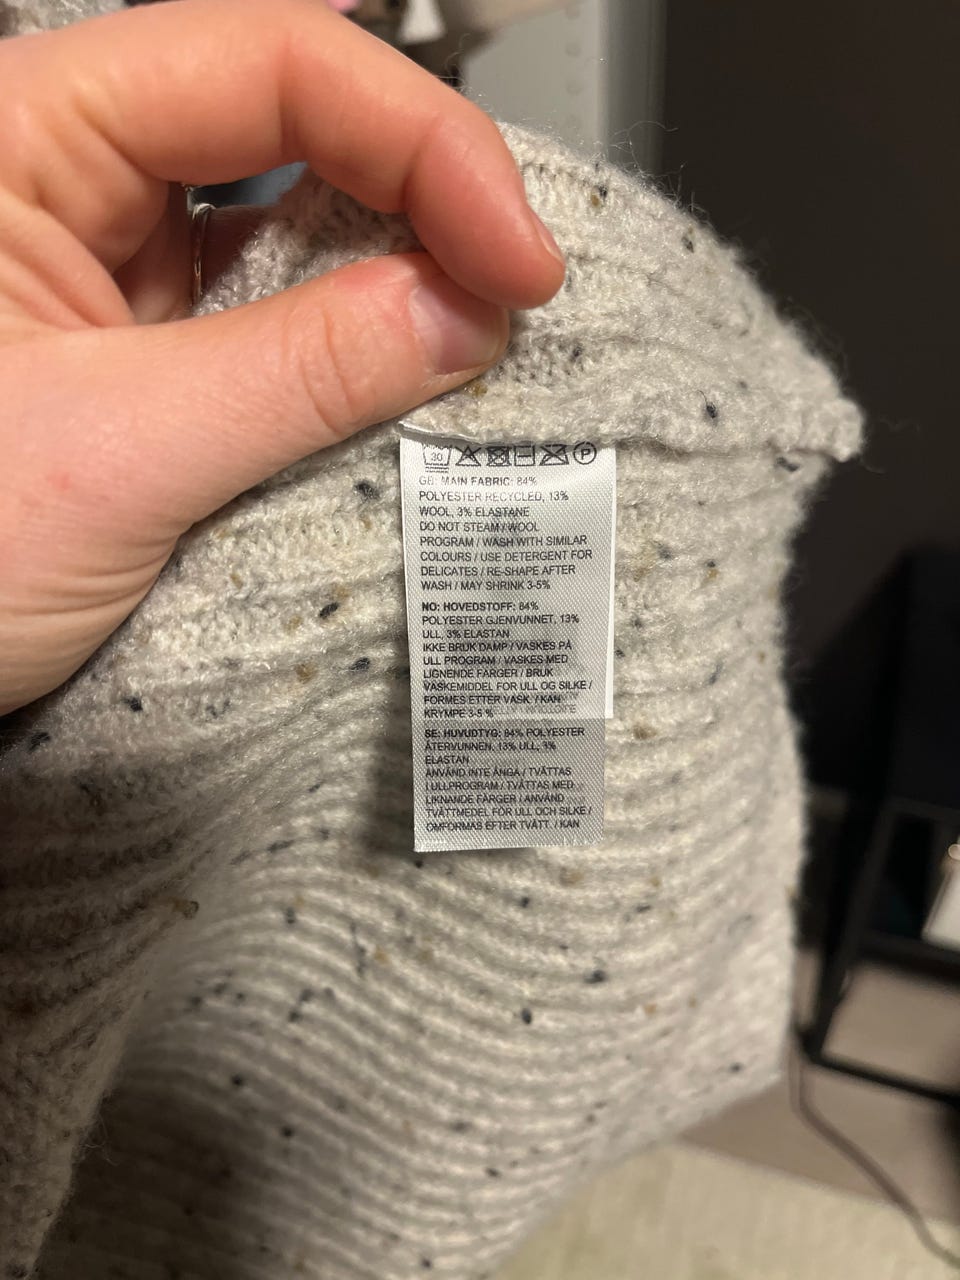 30 P
GB: MAIN FABRIC: 84%
POLYESTER RECYCLED, 13%
WOOL, 3% ELASTANE
DO NOT STEAM / WOOL
PROGRAM / WASH WITH SIMILAR
COLOURS / USE DETERGENT FOR
DELICATES / RE-SHAPE AFTER
WASH / MAY SHRINK 3-5%
NO: HOVEDSTOFF: 84%
POLYESTER GJENVUNNET, 13%
ULL, 3% ELASTAN
IKKE BRUK DAMP / VASKES PÅ
ULL PROGRAM / VASKES MED
LIGNENDE FARGER / BRUK
VASKEMIDDEL FOR ULL OG SILKE /
FORMES ETTER VASK. / KAN
KRYMPE 3-5 %
SE: HUVUDTYG: 84% POLYESTER
ÅTERVUNNEN, 13% ULL, 3%
ELASTAN
ANVÄND INTE ÅNGA / TVÄTTAS
I ULLPROGRAM / TVÄTTAS MED
LIKNANDE FÄRGER / ANVÄND
TVÄTTMEDEL FÖR ULL OCH SILKE /
OMFORMAS EFTER TVÄTT. / KAN